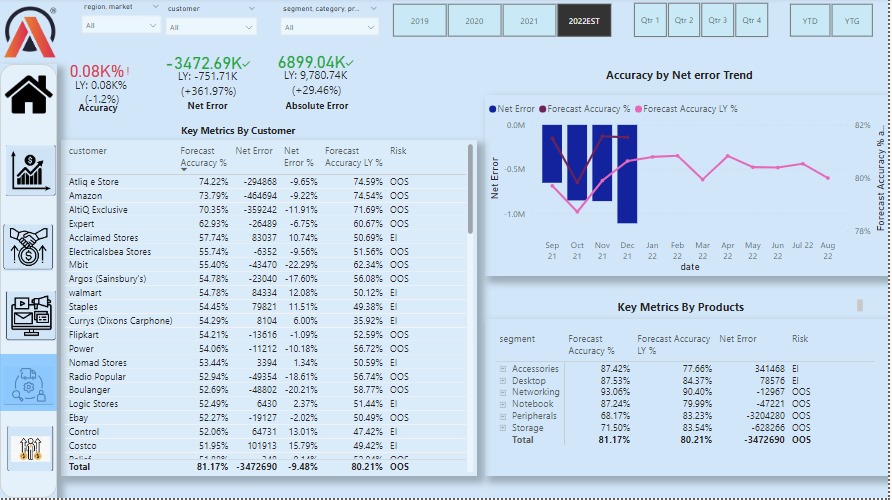 region, market
customer
segment, category, pr...
All
All
All
2019
2020
2021
2022EST
Qtr 1
Qtr 2
Qtr 3
Qtr 4
YTD
YTG
0.08K%!
LY: 0.08K%
(-1.2%)
Accuracy
-3472.69K✓
LY: -751.71K
(+361.97%)
Net Error
6899.04K✓
LY: 9,780.74K
(+29.46%)
Absolute Error
Key Metrics By Customer
customer Forecast Accuracy % Net Error Net Error % Forecast Accuracy LY % Risk
Atliq e Store 74.22% -294868 -9.65% 74.59% OOS
Amazon 73.79% -464694 -9.22% 74.54% OOS
AltiQ Exclusive 70.35% -359242 -11.91% 71.69% OOS
Expert 62.93% -26489 -6.75% 60.67% OOS
Acclaimed Stores 57.74% 83037 10.74% 50.69% EI
Electricalsbea Stores 55.74% -6352 -9.56% 51.56% OOS
Mbit 55.40% -43470 -22.29% 62.34% OOS
Argos (Sainsbury's) 54.78% -23040 -17.60% 56.08% OOS
walmart 54.78% 84334 12.08% 50.12% EI
Staples 54.45% 79821 11.51% 49.38% EI
Currys (Dixons Carphone) 54.29% 8104 6.00% 35.92% EI
Flipkart 54.21% -13616 -1.09% 52.59% OOS
Power 54.06% -11212 -10.18% 56.72% OOS
Nomad Stores 53.44% 3394 1.34% 50.59% EI
Radio Popular 52.94% -49354 -18.61% 56.74% OOS
Boulanger 52.69% -48802 -20.21% 58.77% OOS
Logic Stores 52.49% 6430 2.37% 51.44% EI
Ebay 52.27% -19127 -2.02% 50.49% OOS
Control 52.06% 64731 13.01% 47.42% EI
Costco 51.95% 101913 15.79% 49.42% EI
Total 81.17% -3472690 -9.48% 80.21% OOS
Accuracy by Net error Trend
Net Error Forecast Accuracy % Forecast Accuracy LY %
0.0M
-0.5M
-1.0M
Net Error
82%
80%
78%
Forecast Accuracy % a...
Sep 21 Oct 21 Nov 21 Dec 21 Jan 22 Feb 22 Mar 22 Apr 22 May 22 Jun 22 Jul 22 Aug 22
date
Key Metrics By Products
segment Forecast Accuracy % Forecast Accuracy LY % Net Error Risk
Accessories 87.42% 77.66% 341468 EI
Desktop 87.53% 84.37% 78576 EI
Networking 93.06% 90.40% -12967 OOS
Notebook 87.24% 79.99% -47221 OOS
Peripherals 68.17% 83.23% -3204280 OOS
Storage 71.50% 83.54% -628266 OOS
Total 81.17% 80.21% -3472690 OOS